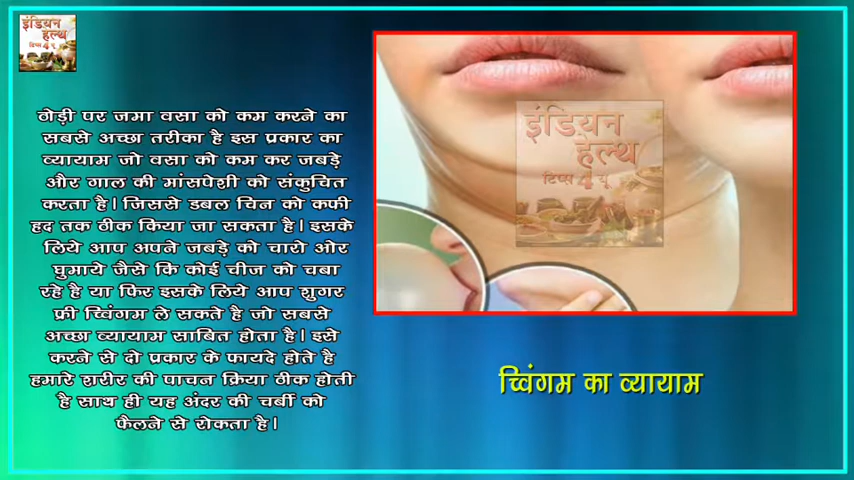 इंडियन
हेल्थ
टिप्स 4 यू
ठोड़ी पर जमा वसा को कम करने का
सबसे अच्छा तरीका है इस प्रकार का
व्यायाम जो वसा को कम कर जबड़े
और गाल की मांसपेशी को संकुचित
करता है। जिससे डबल चिन को कफी
हद तक ठीक किया जा सकता है। इसके
लिये आप अपने जबड़े को चारो ओर
घुमाये जैसे कि कोई चीज को चबा
रहे है या फिर इसके लिये आप शुगर
फ्री च्विंगम ले सकते है जो सबसे
अच्छा व्यायाम साबित होता है। इसे
करने से दो प्रकार के फायदे होते है
हमारे शरीर की पाचन क्रिया ठीक होती
है साथ ही यह अंदर की चर्बी को
फैलने से रोकता है।
इंडियन
हेल्थ
टिप्स 4 यू
च्विंगम का व्यायाम